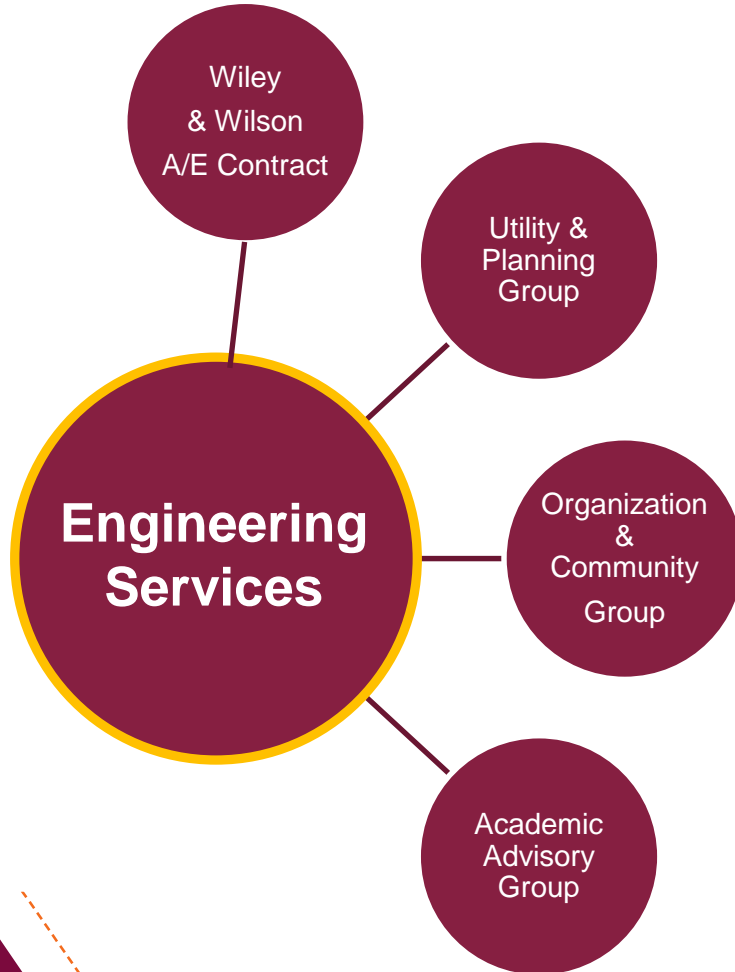 Wiley
& Wilson
A/E Contract
Utility &
Planning
Group
Engineering
Services
Organization
&
Community
Group
Academic
Advisory
Group